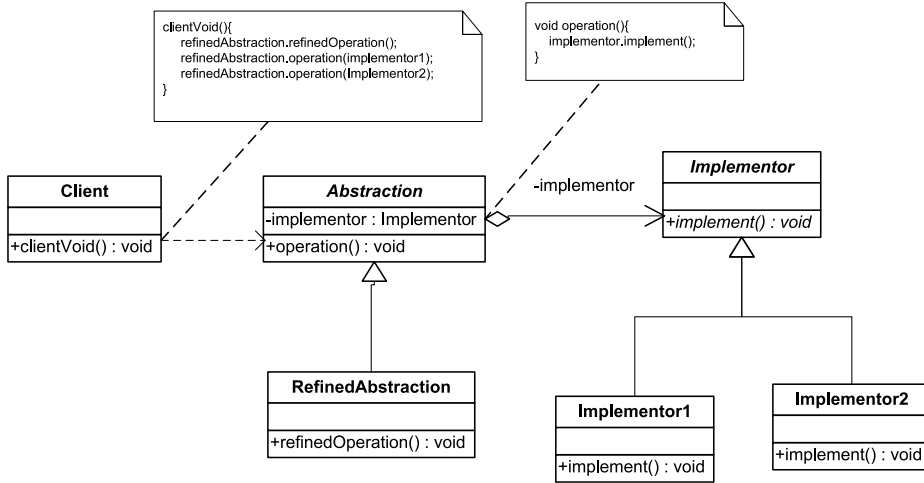 clientVoid(){
refinedAbstraction.refinedOperation();
refinedAbstraction.operation(implementor1);
refinedAbstraction.operation(Implementor2);
}
void operation(){
implementor.implement();
}
Client
+clientVoid() : void
Abstraction
-implementor : Implementor
+operation() : void
-implementor
Implementor
+implement() : void
RefinedAbstraction
+refinedOperation() : void
Implementor1
+implement() : void
Implementor2
+implement() : void